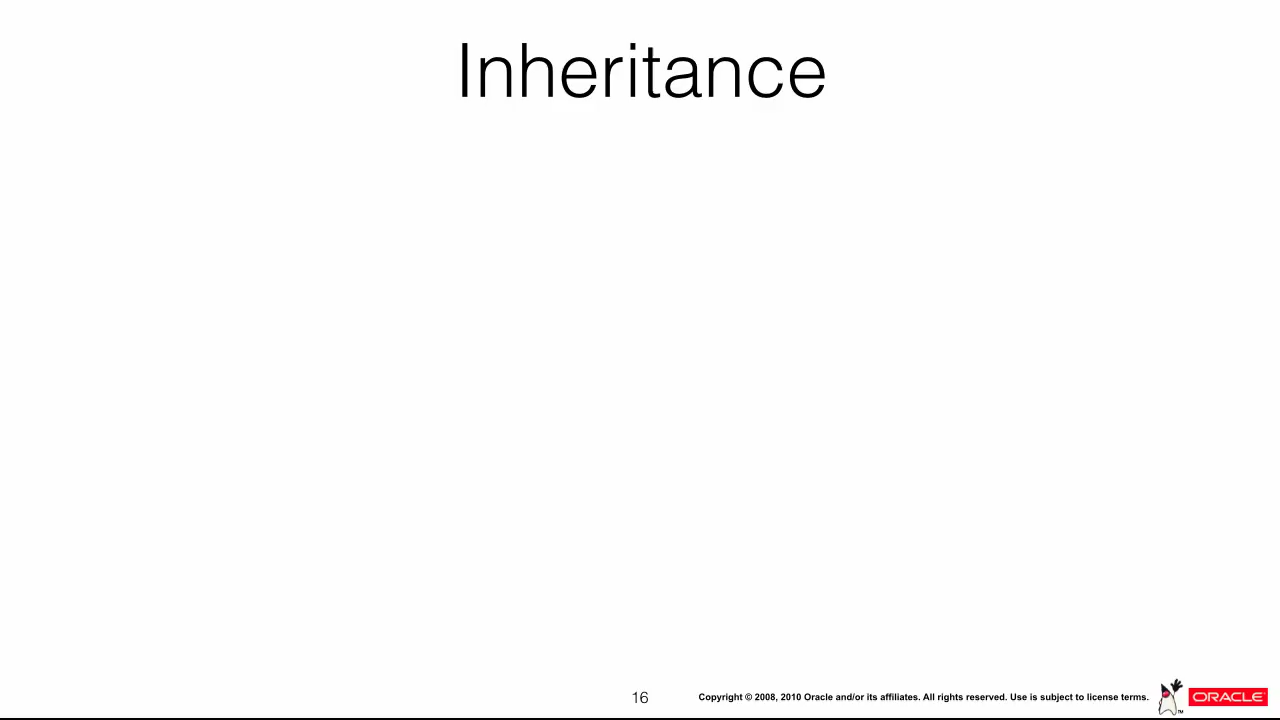 Inheritance
16
Copyright © 2008, 2010 Oracle and/or its affiliates. All rights reserved. Use is subject to license terms.
TM
ORACLE